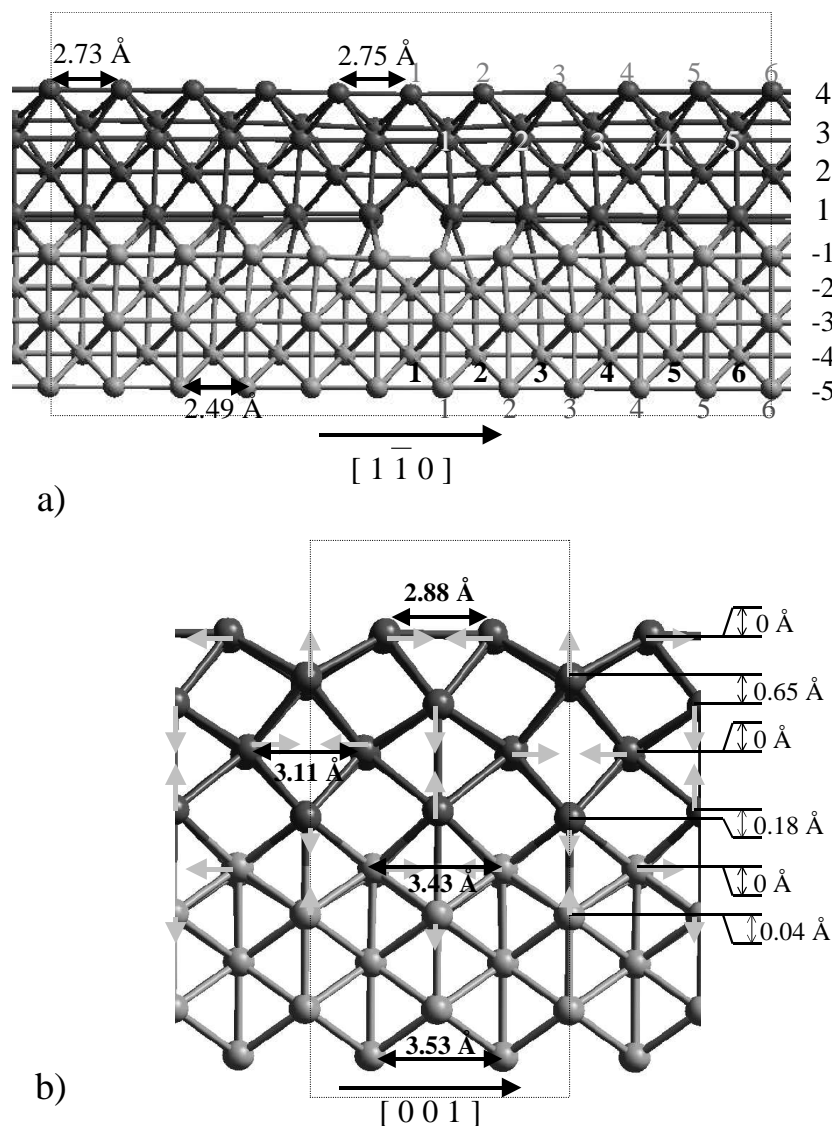 2.73 Å 2.75 Å
1 2 3 4 5 6
4
3
2
1
-1
-2
-3
-4
-5
1 2 3 4 5
1 2 3 4 5 6
2.49 Å
1 2 3 4 5 6
[ 1 1̅ 0 ]
a)
2.88 Å
0 Å
0.65 Å
0 Å
3.11 Å
0.18 Å
3.43 Å
0 Å
0.04 Å
3.53 Å
b)
[ 0 0 1 ]